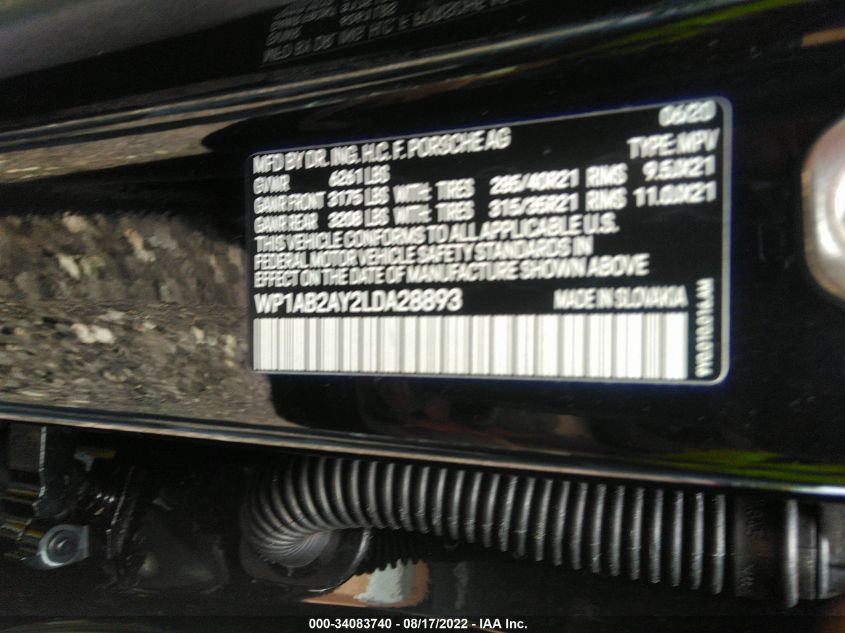 06/20
MFD BY DR. ING. H.C. F. PORSCHE AG TYPE: MPV
GVWR 6261 LBS
GAWR FRONT 3175 LBS WITH: TIRES 285/40R21 RIMS 9.5JX21
GAWR REAR 3208 LBS WITH: TIRES 315/35R21 RIMS 11.0JX21
THIS VEHICLE CONFORMS TO ALL APPLICABLE U.S.
FEDERAL MOTOR VEHICLE SAFETY STANDARDS IN
EFFECT ON THE DATE OF MANUFACTURE SHOWN ABOVE
WP1AB2AY2LDA28893 MADE IN SLOVAKIA
000-34083740 - 08/17/2022 - IAA Inc.